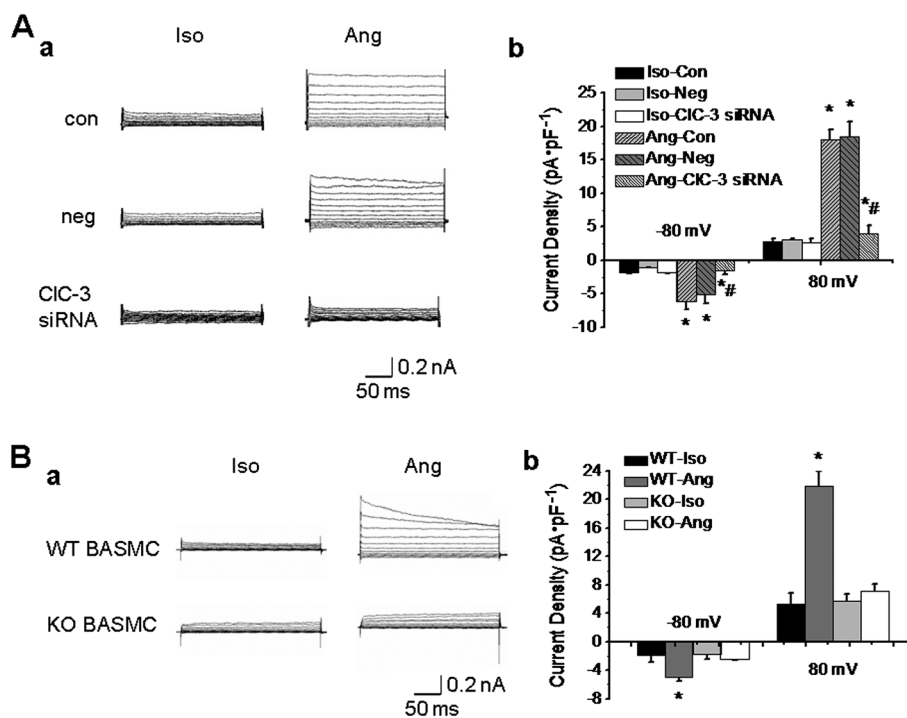 A
a
Iso
Ang
con
neg
ClC-3
siRNA
0.2 nA
50 ms
b
Iso-Con
Iso-Neg
Iso-ClC-3 siRNA
Ang-Con
Ang-Neg
Ang-ClC-3 siRNA
Current Density (pA•pF⁻¹)
25
20
15
10
5
0
-5
-10
-80 mV
80 mV
* *
*#
*#
* *
B
a
Iso
Ang
WT BASMC
KO BASMC
0.2 nA
50 ms
b
WT-Iso
WT-Ang
KO-Iso
KO-Ang
Current Density (pA•pF⁻¹)
24
20
16
12
8
4
0
-4
-8
-80 mV
80 mV
*
*